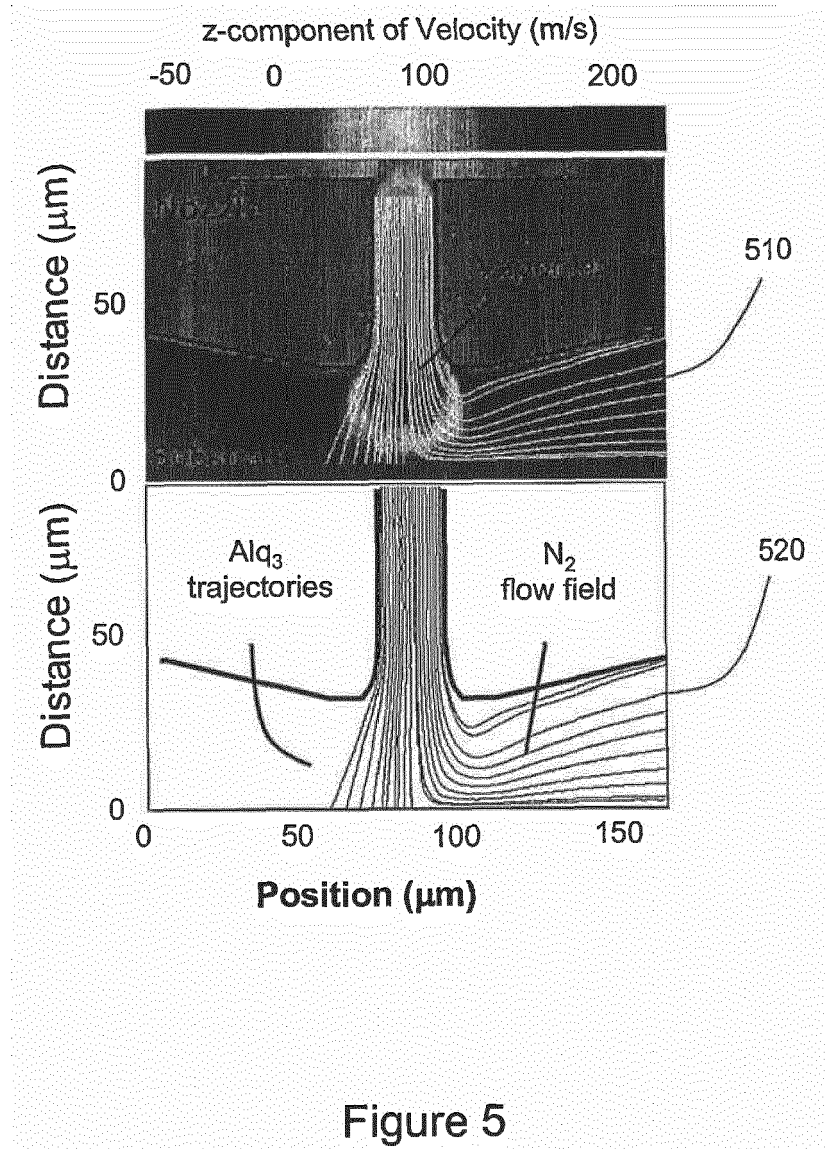 z-component of Velocity (m/s)
-50 0 100 200
Distance (μm)
50
0
510
Distance (μm)
50
0
Alq3
trajectories
N2
flow field
520
0 50 100 150
Position (μm)
Figure 5